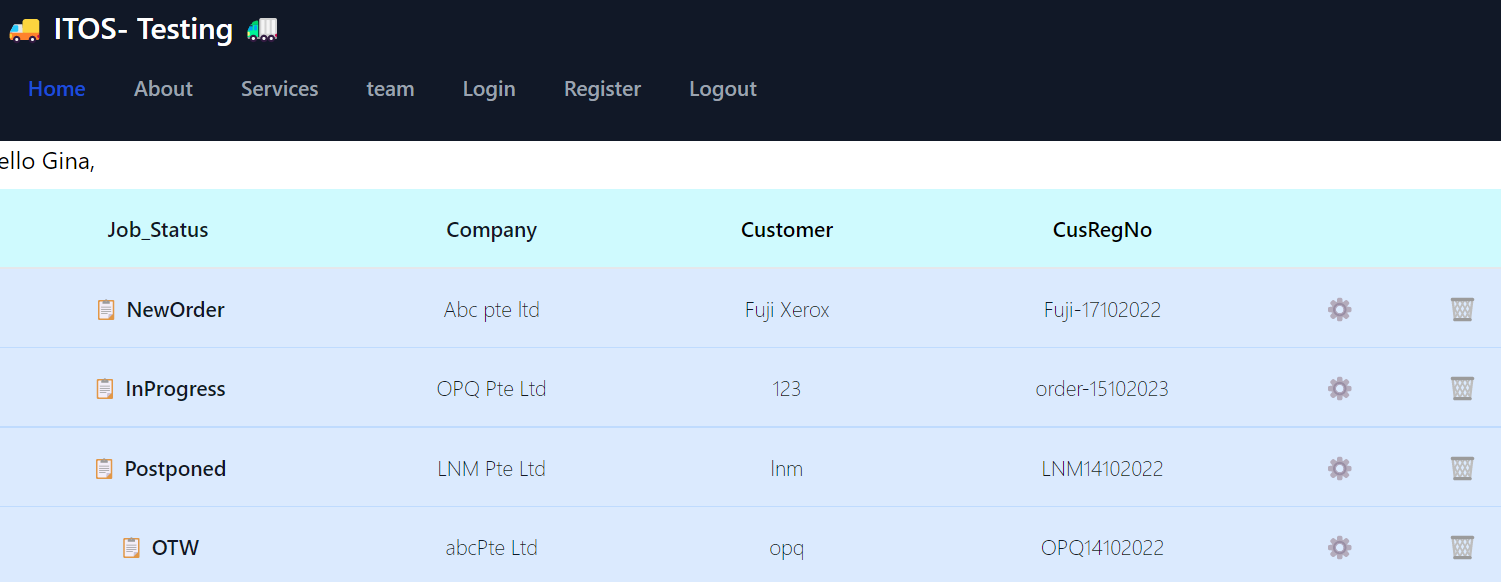 ITOS- Testing
Home About Services team Login Register Logout
ello Gina,
Job_Status Company Customer CusRegNo
NewOrder Abc pte ltd Fuji Xerox Fuji-17102022
InProgress OPQ Pte Ltd 123 order-15102023
Postponed LNM Pte Ltd lnm LNM14102022
OTW abcPte Ltd opq OPQ14102022